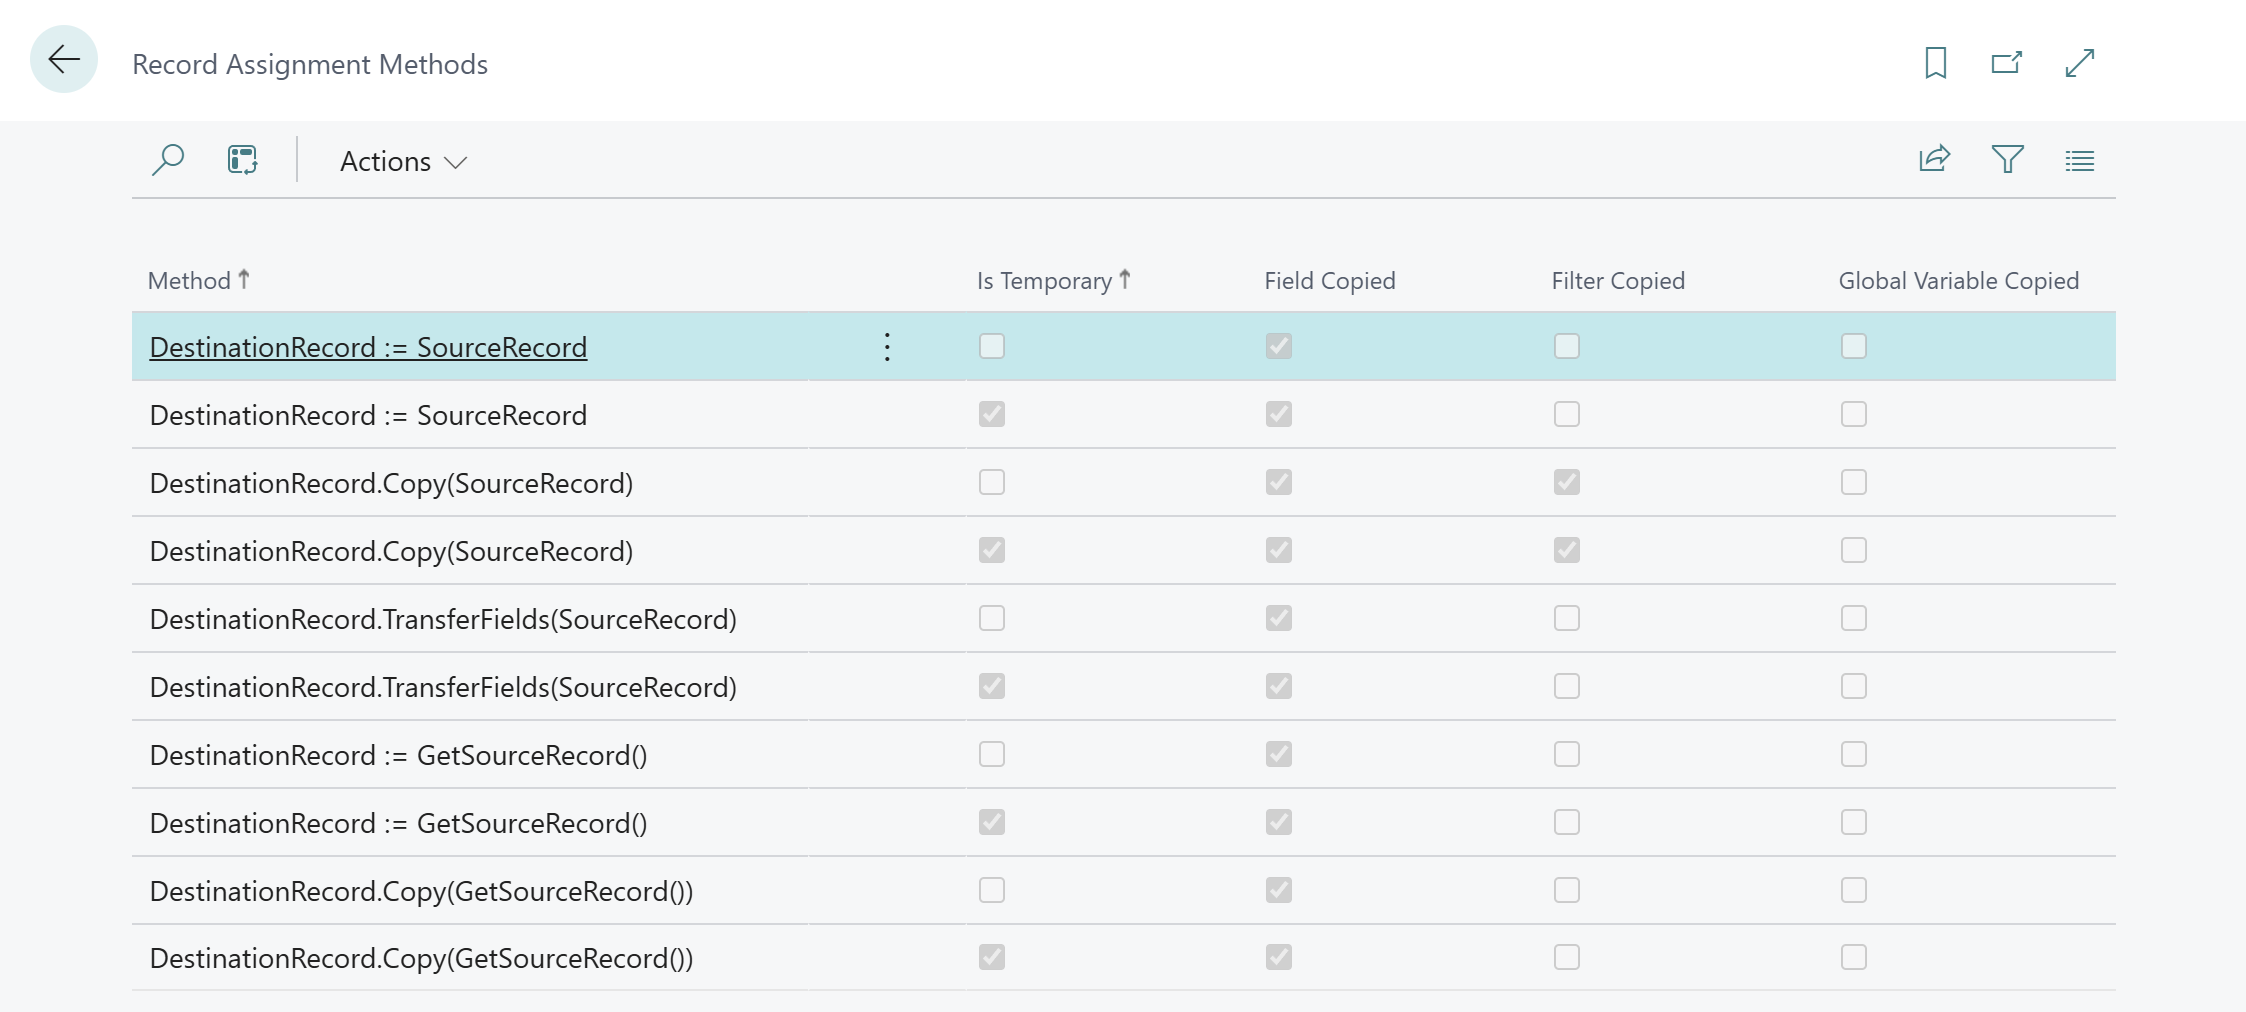 Record Assignment Methods
Actions
Method Is Temporary Field Copied Filter Copied Global Variable Copied
DestinationRecord := SourceRecord
DestinationRecord := SourceRecord
DestinationRecord.Copy(SourceRecord)
DestinationRecord.Copy(SourceRecord)
DestinationRecord.TransferFields(SourceRecord)
DestinationRecord.TransferFields(SourceRecord)
DestinationRecord := GetSourceRecord()
DestinationRecord := GetSourceRecord()
DestinationRecord.Copy(GetSourceRecord())
DestinationRecord.Copy(GetSourceRecord())